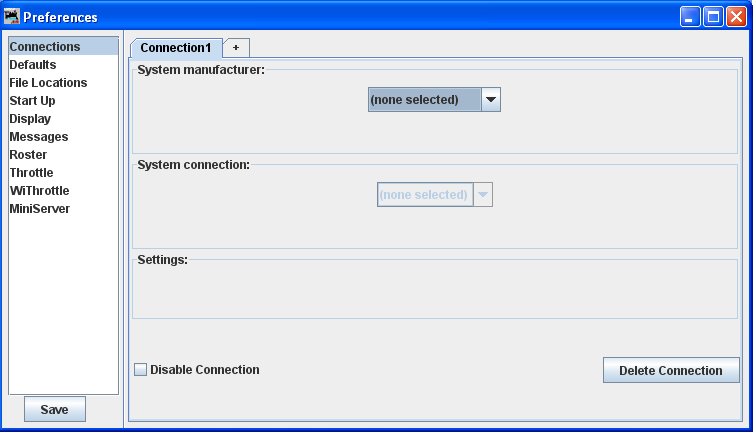 Preferences
Connections
Defaults
File Locations
Start Up
Display
Messages
Roster
Throttle
WiThrottle
MiniServer
Save
Connection1 +
System manufacturer:
(none selected)
System connection:
(none selected)
Settings:
Disable Connection
Delete Connection